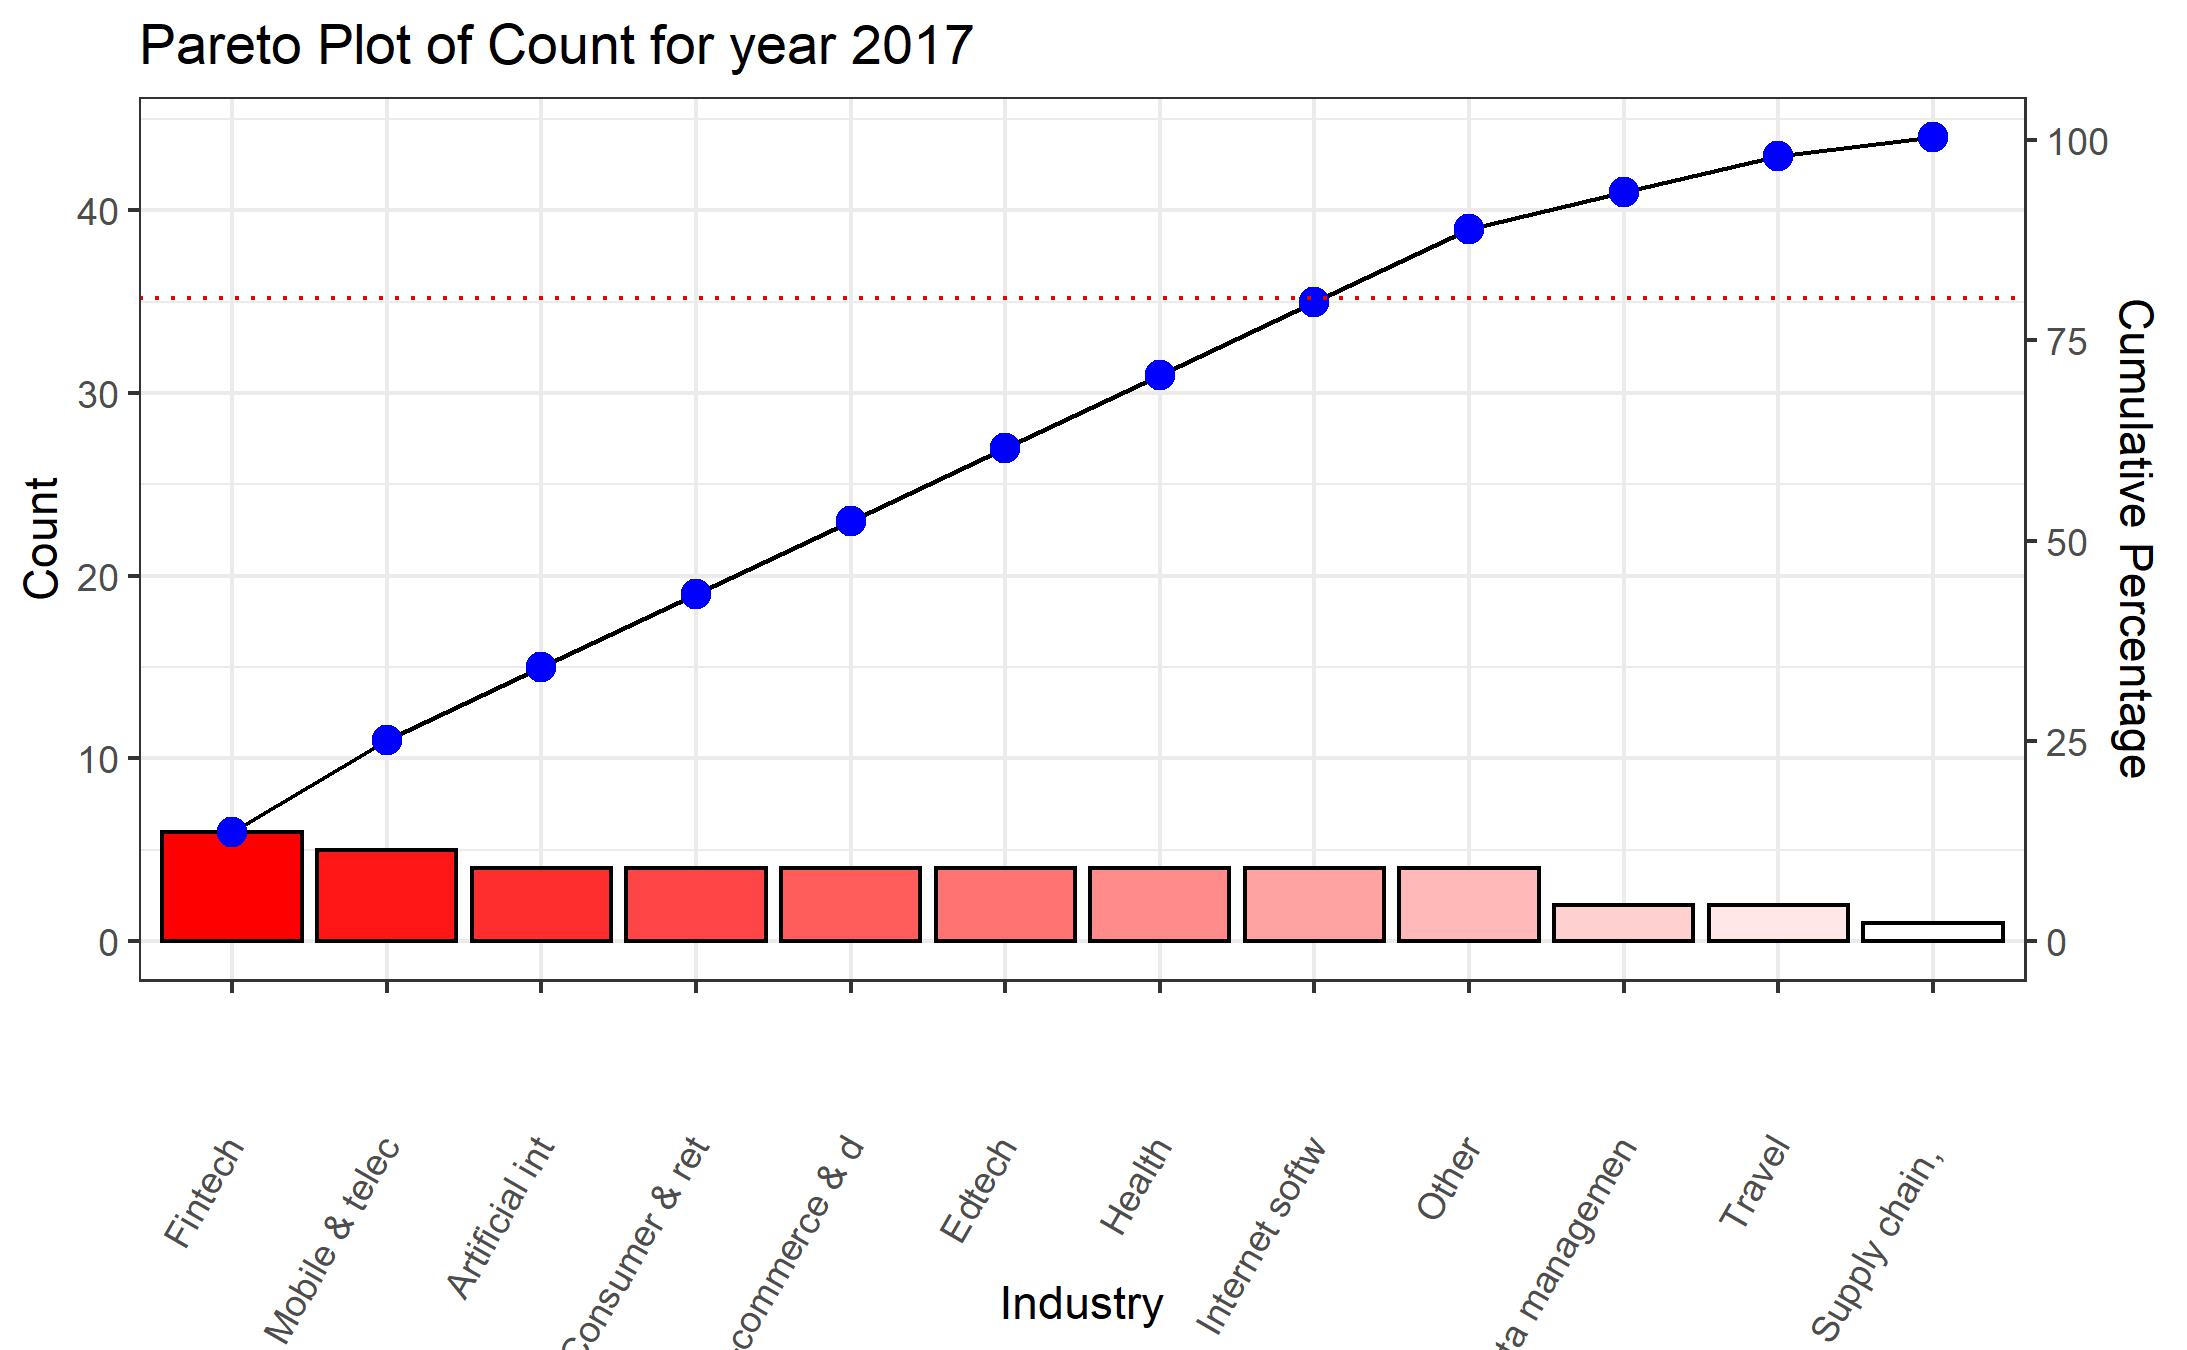 Pareto Plot of Count for year 2017
Count
40
30
20
10
0
100
75
50
25
0
Cumulative Percentage
Fintech
Mobile & telec
Artificial int
Consumer & ret
commerce & d
Edtech
Health
Internet softw
Other
ta managemen
Travel
Supply chain,
Industry